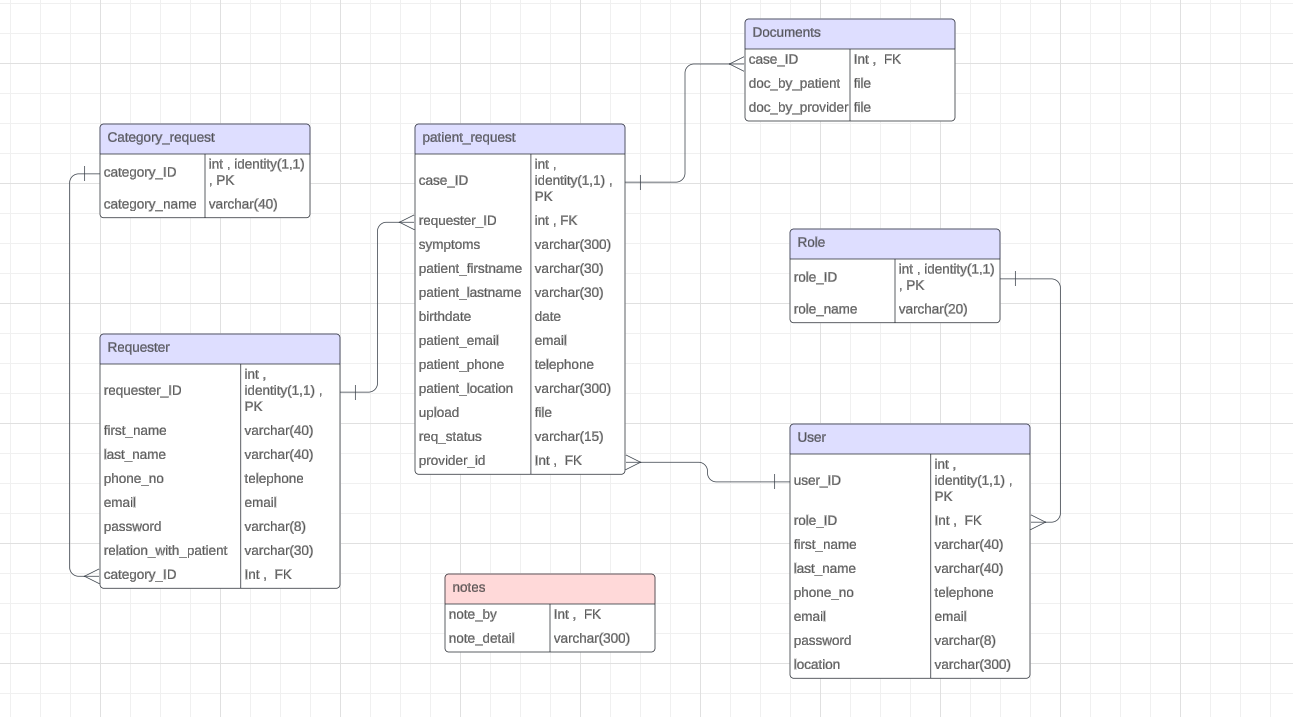 Documents
case_ID Int , FK
doc_by_patient file
doc_by_provider file
Category_request
category_ID int , identity(1,1)
, PK
category_name varchar(40)
patient_request
case_ID int ,
identity(1,1) ,
PK
requester_ID int , FK
symptoms varchar(300)
patient_firstname varchar(30)
patient_lastname varchar(30)
birthdate date
patient_email email
patient_phone telephone
patient_location varchar(300)
upload file
req_status varchar(15)
provider_id Int , FK
Role
role_ID int , identity(1,1)
, PK
role_name varchar(20)
Requester
requester_ID int ,
identity(1,1) ,
PK
first_name varchar(40)
last_name varchar(40)
phone_no telephone
email email
password varchar(8)
relation_with_patient varchar(30)
category_ID Int , FK
User
user_ID int ,
identity(1,1) ,
PK
role_ID Int , FK
first_name varchar(40)
last_name varchar(40)
phone_no telephone
email email
password varchar(8)
location varchar(300)
notes
note_by Int , FK
note_detail varchar(300)